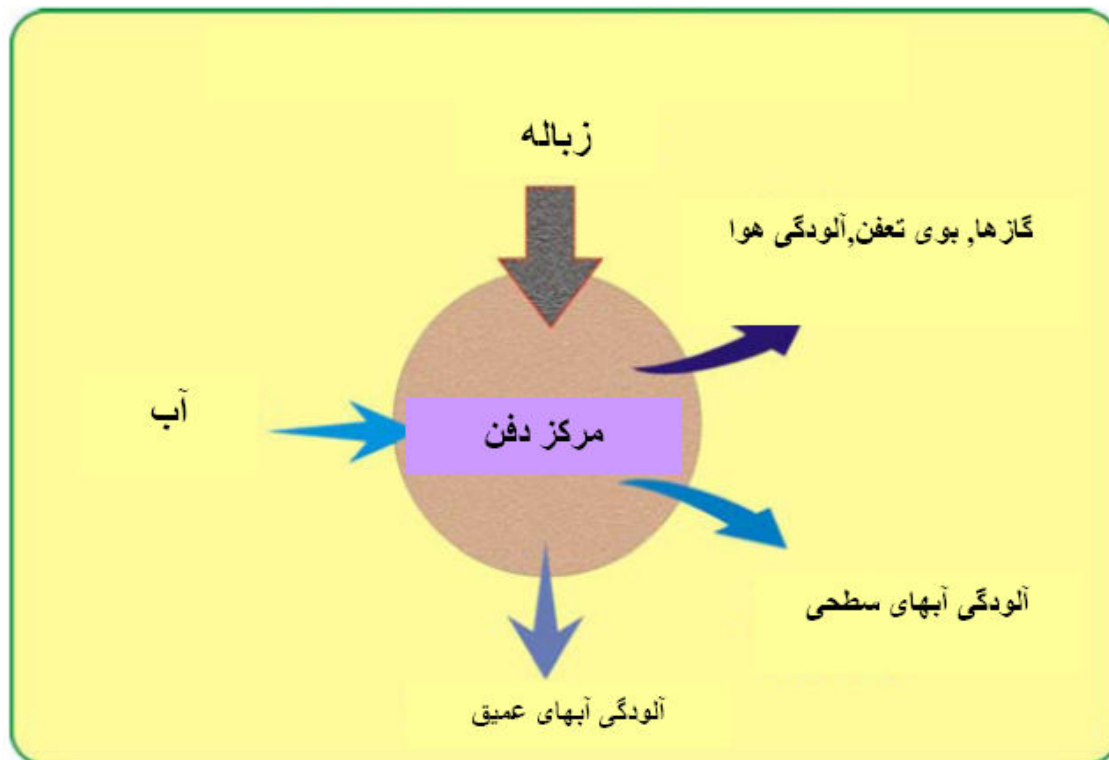 زباله
گازها, بوی تعفن,آلودگی هوا
آب
مرکز دفن
آلودگی آبهای سطحی
آلودگی آبهای عمیق